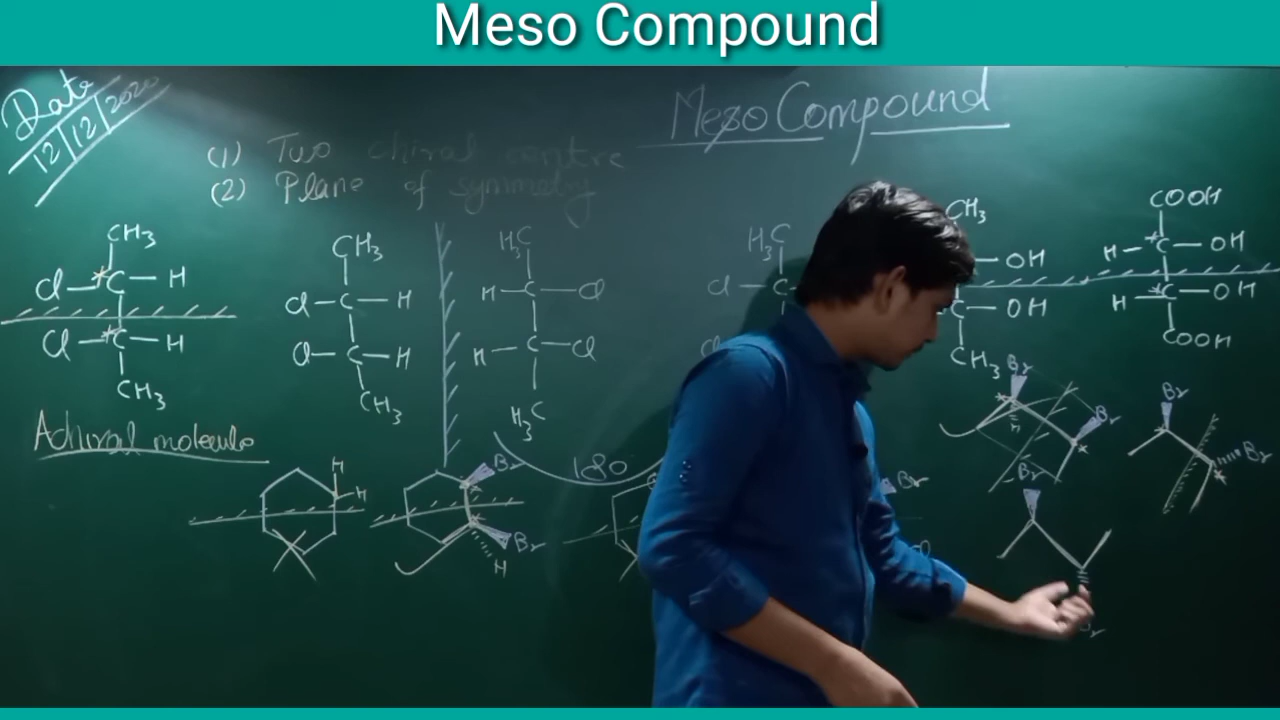 Meso Compound
Date
12/12/2020
Meso Compound
(1) Two chiral centre
(2) Plane of symmetry
CH3
Cl *C H
Cl *C H
CH3
Achiral molecule
CH3
Cl C H
Cl C H
CH3
H3C
H C Cl
H C Cl
H3C
180
H3C
Cl C
CH3
OH
C OH
CH3
COOH
H *C OH
H *C OH
COOH
H
H
Br
Br
H
Br
Br
H
Br
Br
Br
Br